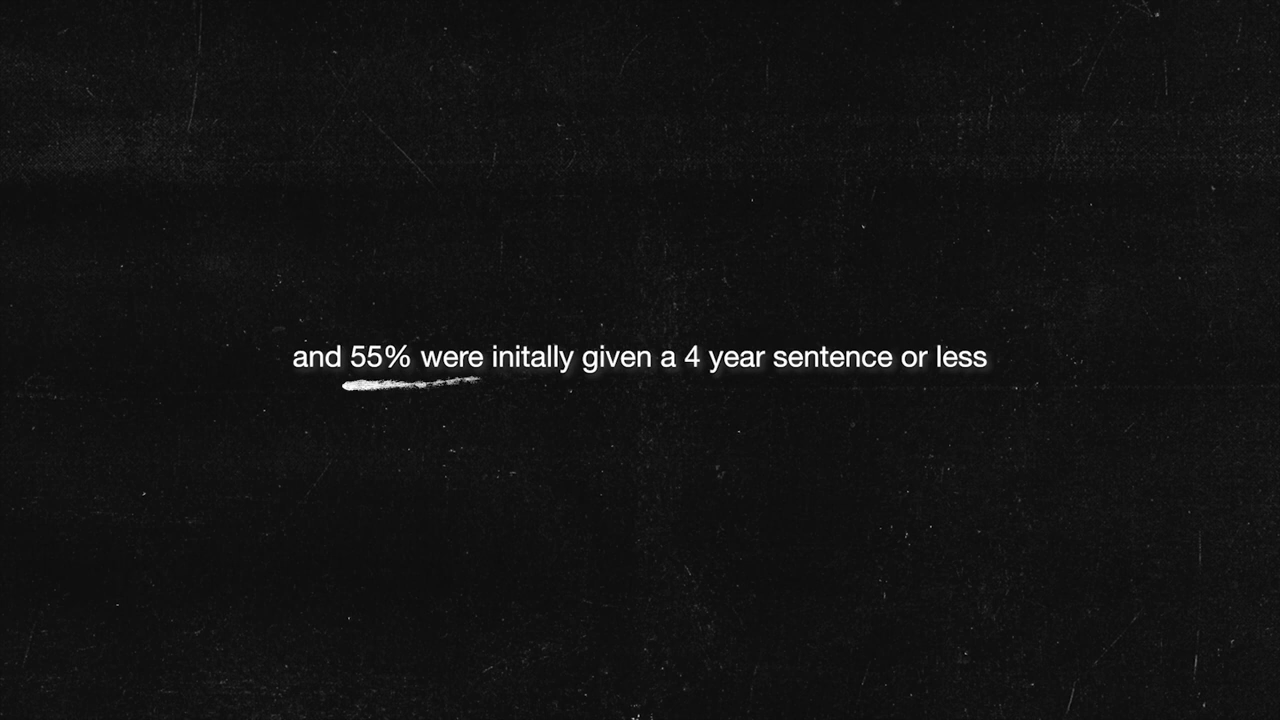 and 55% were initally given a 4 year sentence or less